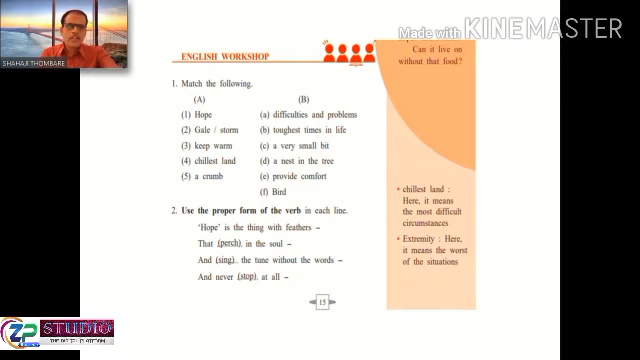 Made with KINEMASTER
SHAHAJI THOMBARE
Can it live on
without that food?
ENGLISH WORKSHOP
1. Match the following.
(A) (B)
(1) Hope (a) difficulties and problems
(2) Gale / storm (b) toughest times in life
(3) keep warm (c) a very small bit
(4) chillest land (d) a nest in the tree
(5) a crumb (e) provide comfort
(f) Bird
2. Use the proper form of the verb in each line.
'Hope' is the thing with feathers –
That (perch) in the soul –
And (sing).. the tune without the words –
And never (stop) at all –
15
• chillest land :
Here, it means
the most difficult
circumstances
• Extremity : Here,
it means the worst
of the situations
ZP STUDIO